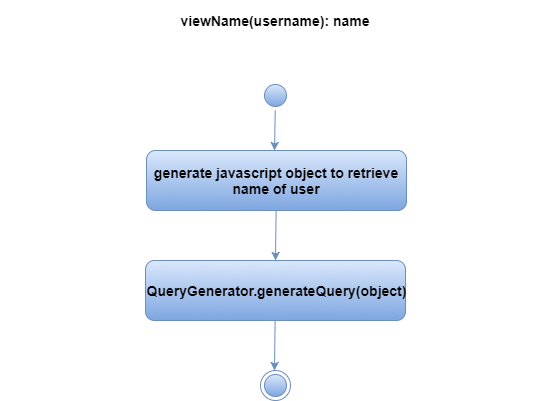 viewName(username): name
generate javascript object to retrieve
name of user
QueryGenerator.generateQuery(object)